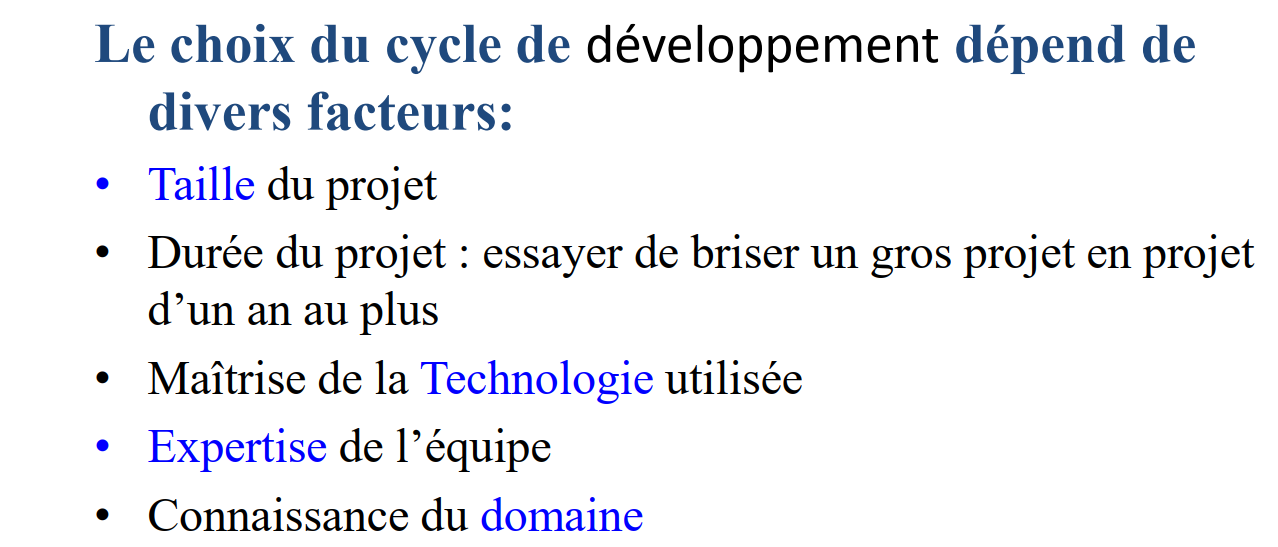 Le choix du cycle de développement dépend de
divers facteurs:
• Taille du projet
• Durée du projet : essayer de briser un gros projet en projet
d’un an au plus
• Maîtrise de la Technologie utilisée
• Expertise de l’équipe
• Connaissance du domaine